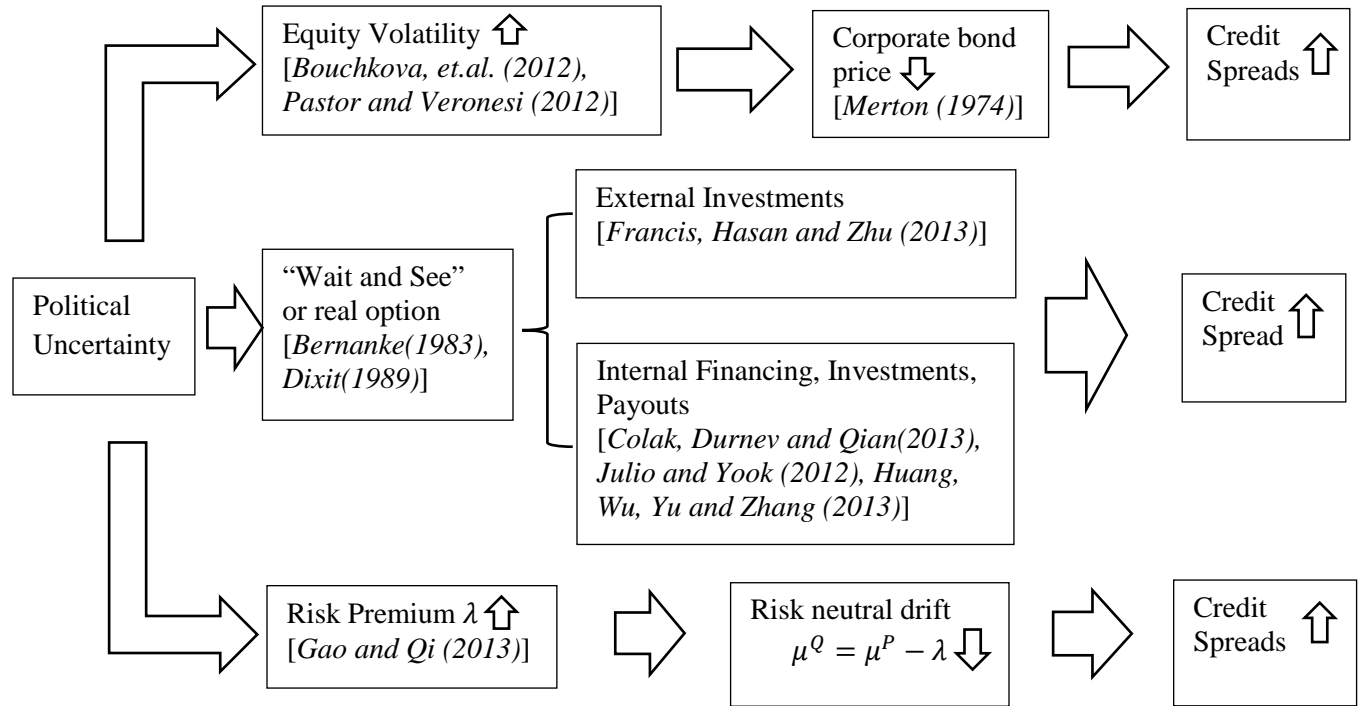 Equity Volatility
[Bouchkova, et.al. (2012),
Pastor and Veronesi (2012)]
Corporate bond
price
[Merton (1974)]
Credit
Spreads
Political
Uncertainty
“Wait and See”
or real option
[Bernanke(1983),
Dixit(1989)]
External Investments
[Francis, Hasan and Zhu (2013)]
Internal Financing, Investments,
Payouts
[Colak, Durnev and Qian(2013),
Julio and Yook (2012), Huang,
Wu, Yu and Zhang (2013)]
Credit
Spread
Risk Premium λ
[Gao and Qi (2013)]
Risk neutral drift
μ^Q = μ^P − λ
Credit
Spreads